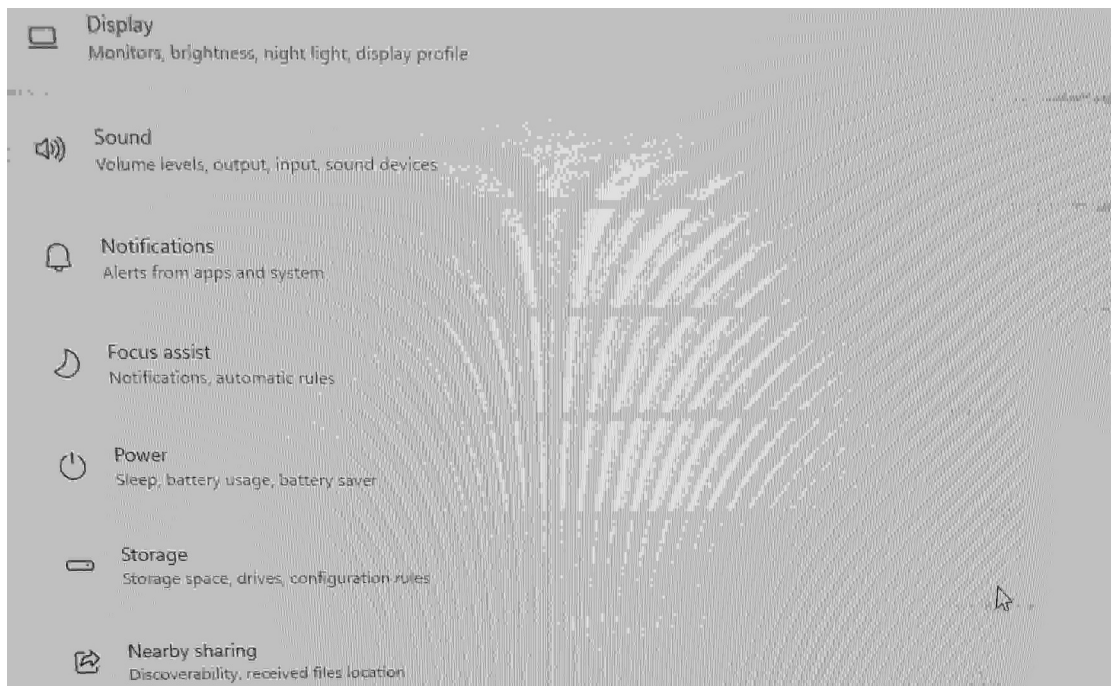 Display
Monitors, brightness, night light, display profile
Sound
Volume levels, output, input, sound devices
Notifications
Alerts from apps and system
Focus assist
Notifications, automatic rules
Power
Sleep, battery usage, battery saver
Storage
Storage space, drives, configuration rules
Nearby sharing
Discoverability, received files location